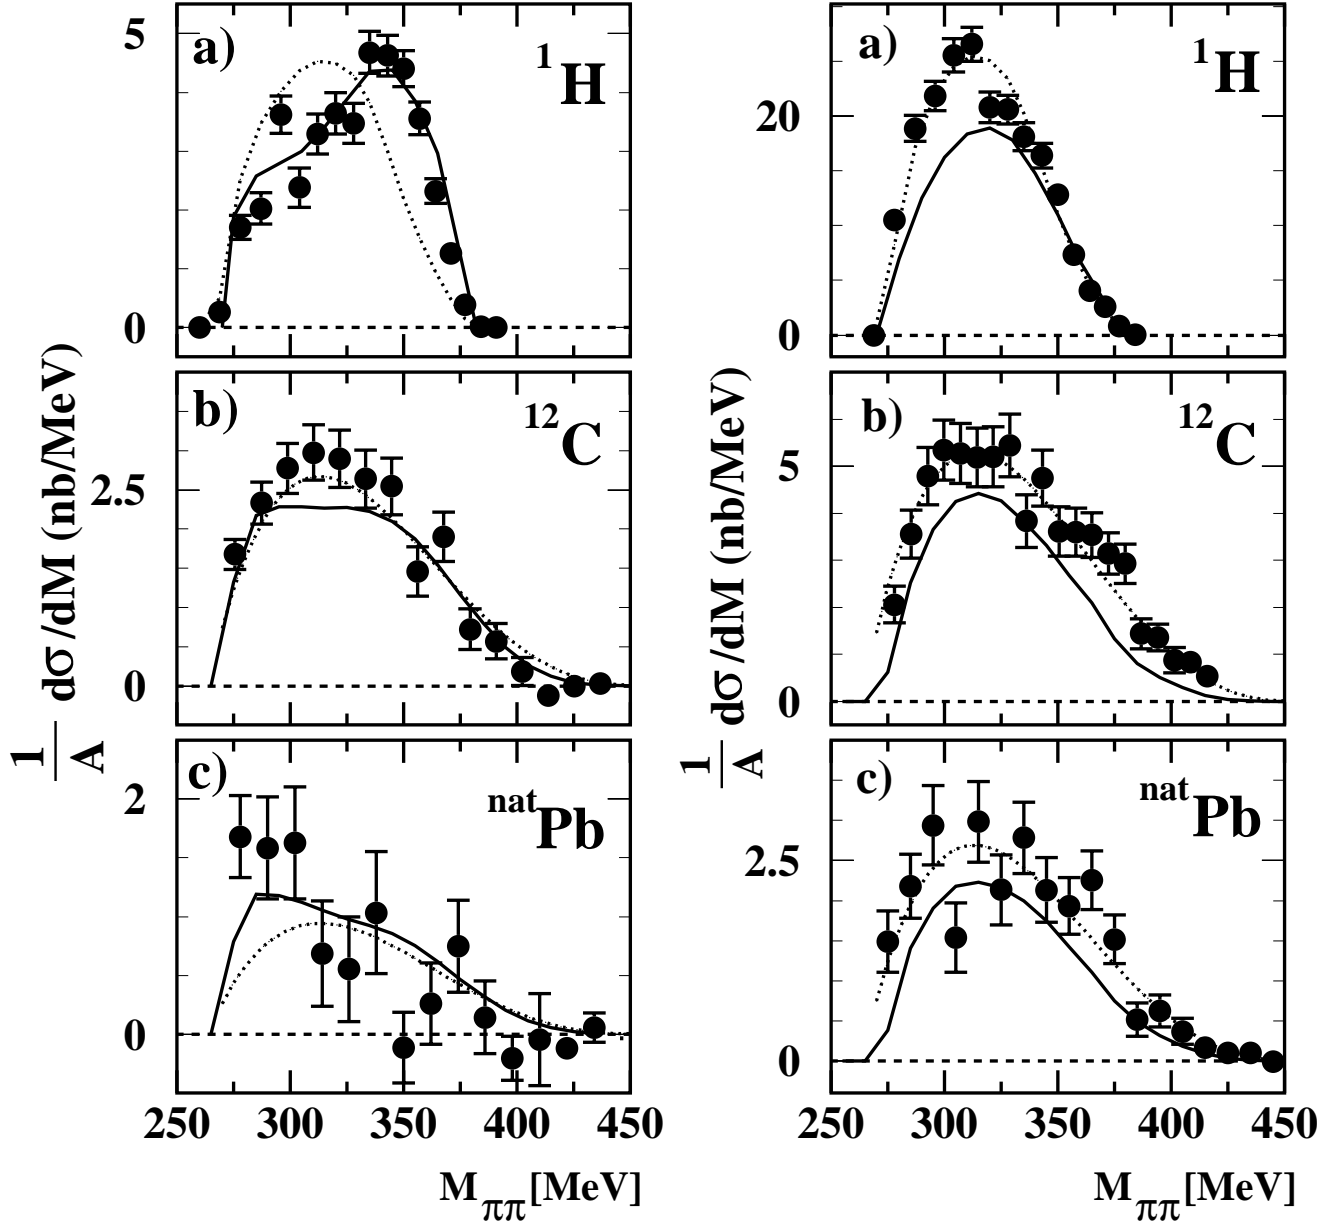 5
a)
¹H
0
20
a)
¹H
0
b)
¹²C
2.5
0
b)
¹²C
5
0
c)
ⁿᵃᵗPb
2
0
c)
ⁿᵃᵗPb
2.5
0
1/A dσ/dM (nb/MeV)
1/A dσ/dM (nb/MeV)
250 300 350 400 450
250 300 350 400 450
M_ππ[MeV]
M_ππ[MeV]